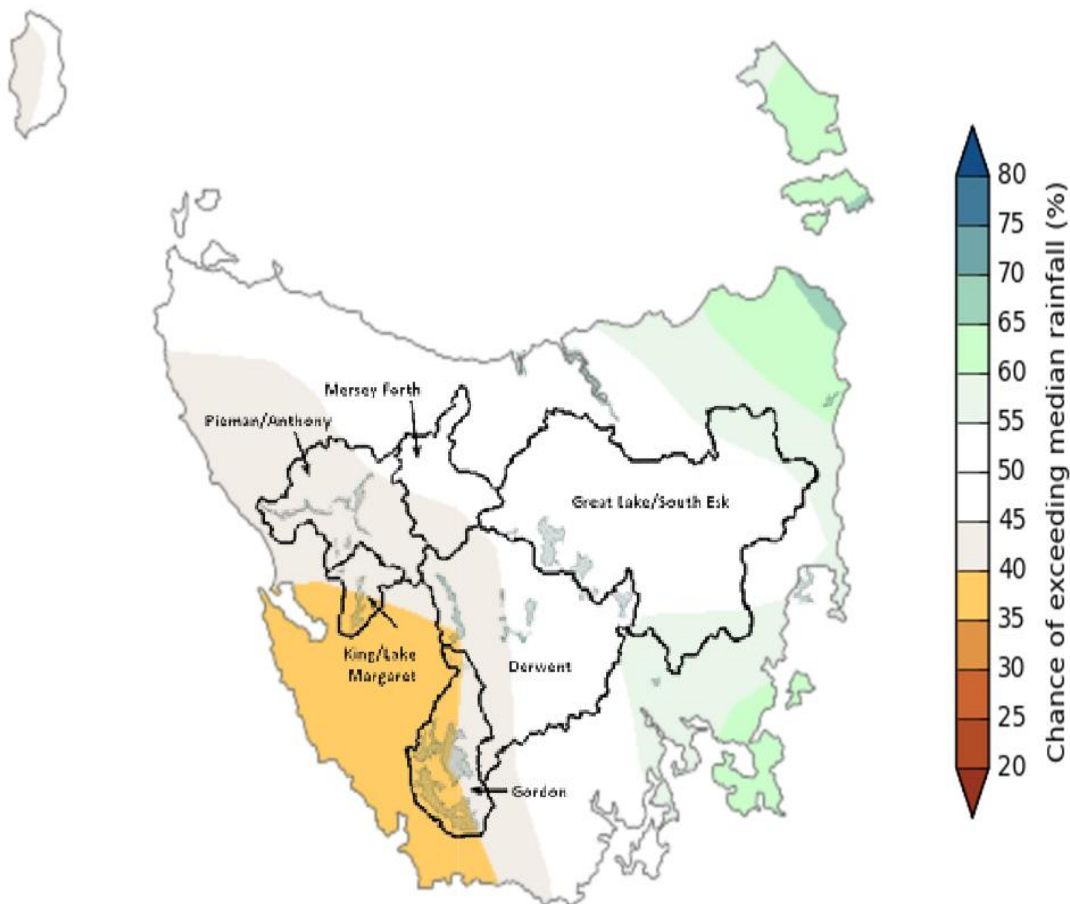 Mersey Forth
Pieman/Anthony
Great Lake/South Esk
King/Lake
Margaret
Derwent
Gordon
80
75
70
65
60
55
50
45
40
35
30
25
20
Chance of exceeding median rainfall (%)